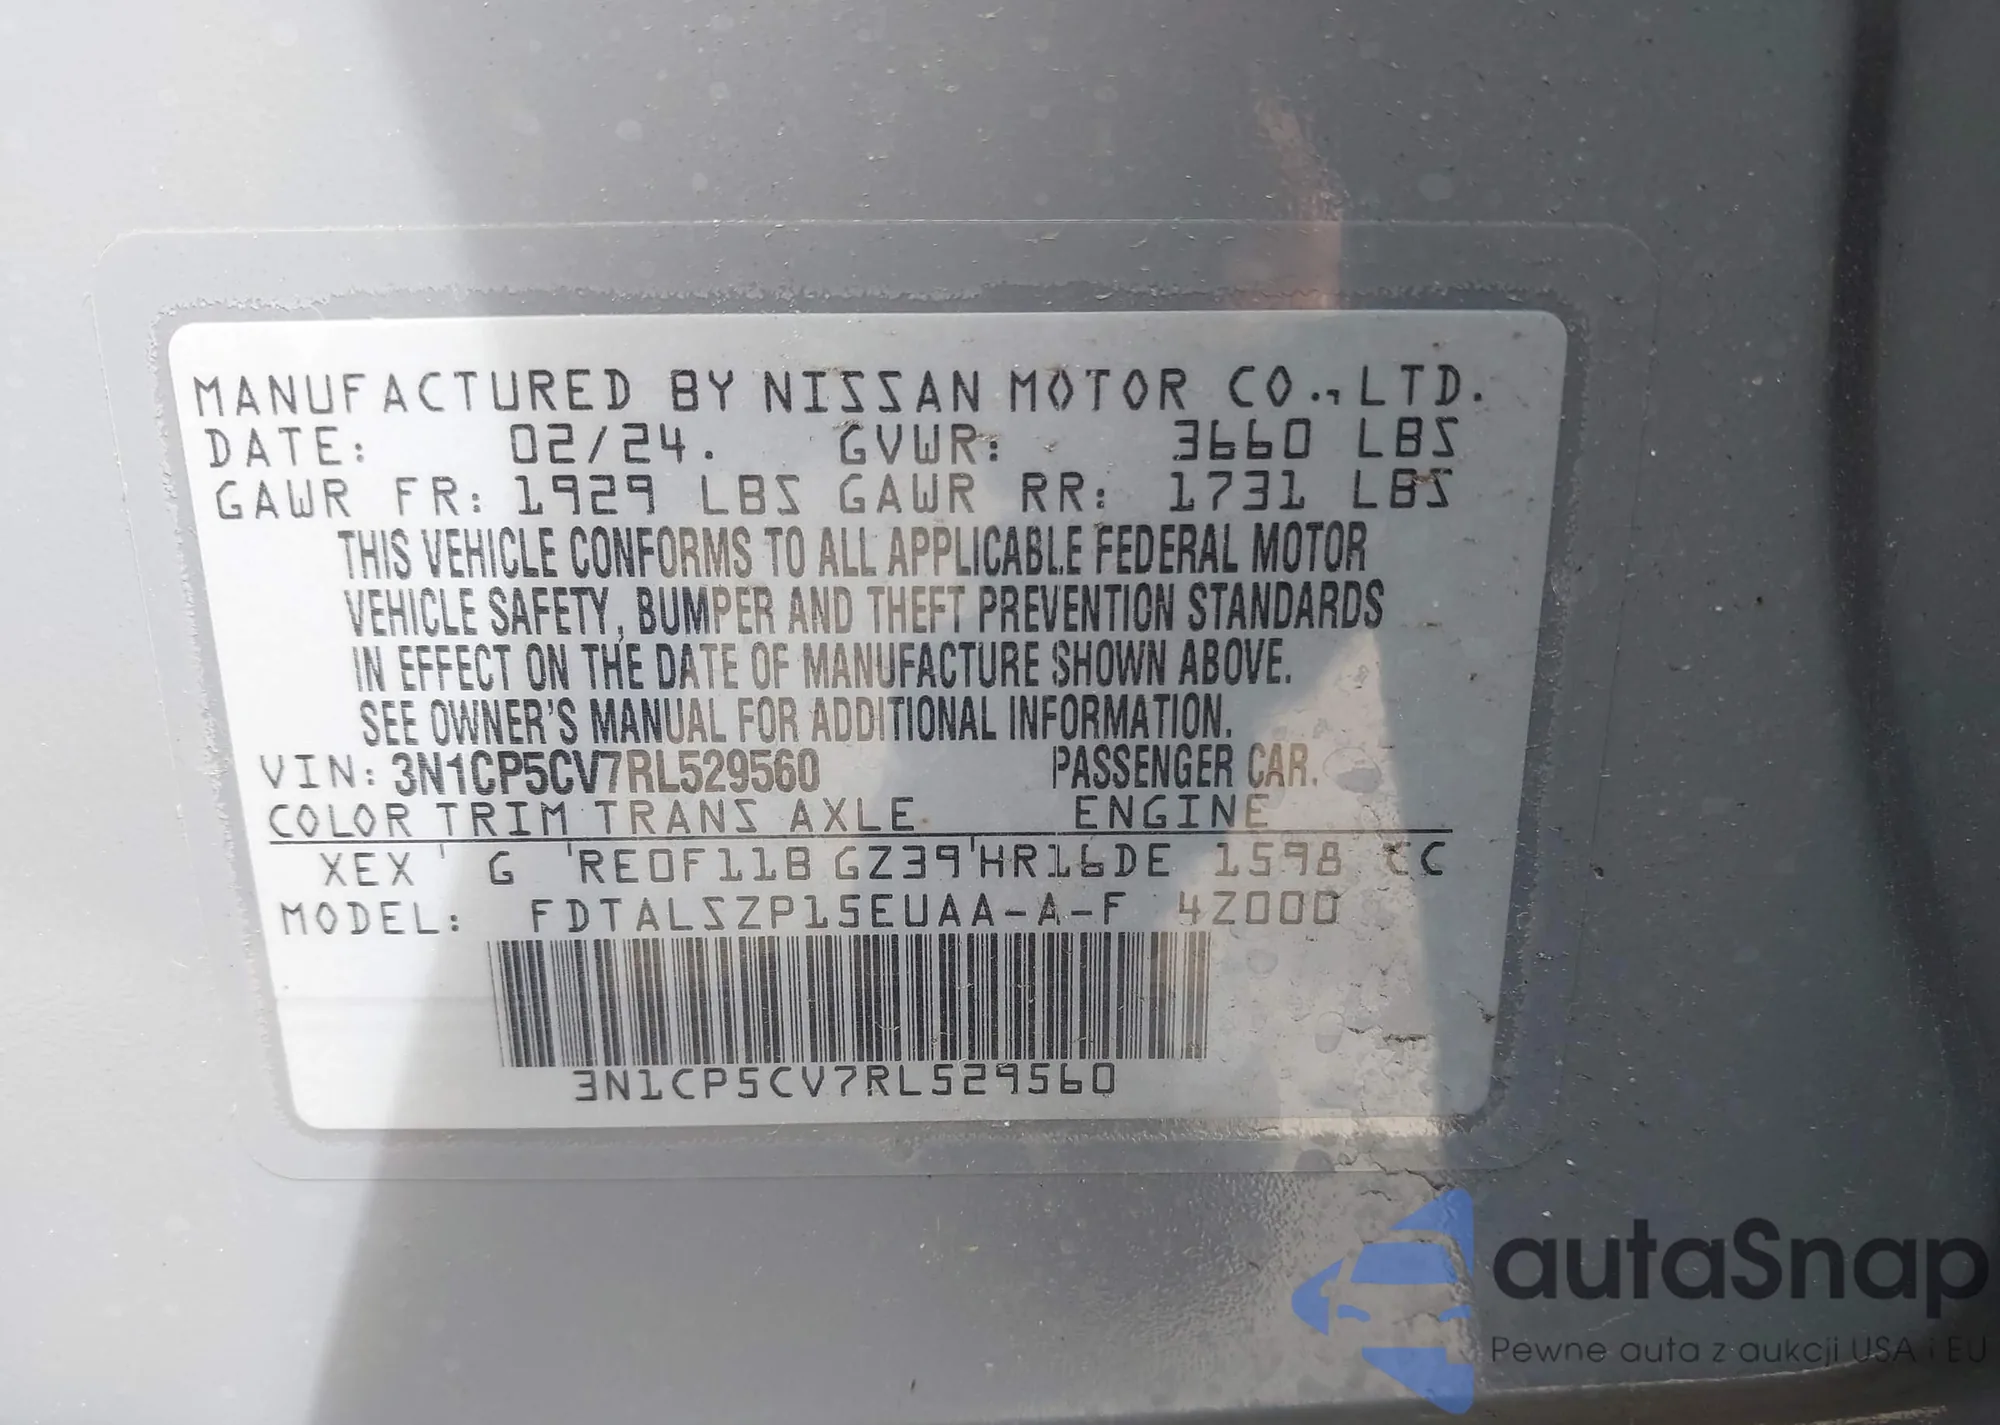 MANUFACTURED BY NISSAN MOTOR CO., LTD.
DATE: 02/24. GVWR: 3660 LBS
GAWR FR: 1929 LBS GAWR RR: 1731 LBS
THIS VEHICLE CONFORMS TO ALL APPLICABLE FEDERAL MOTOR
VEHICLE SAFETY, BUMPER AND THEFT PREVENTION STANDARDS
IN EFFECT ON THE DATE OF MANUFACTURE SHOWN ABOVE.
SEE OWNER'S MANUAL FOR ADDITIONAL INFORMATION.
VIN: 3N1CP5CV7RL529560 PASSENGER CAR.
COLOR TRIM TRANS AXLE ENGINE
XEX ' G 'RE0F11B GZ39'HR16DE 1598 CC
MODEL: FDTALSZP15EUAA-A-F 4Z000
3N1CP5CV7RL529560
autaSnap
Pewne auta z aukcji USA i EU